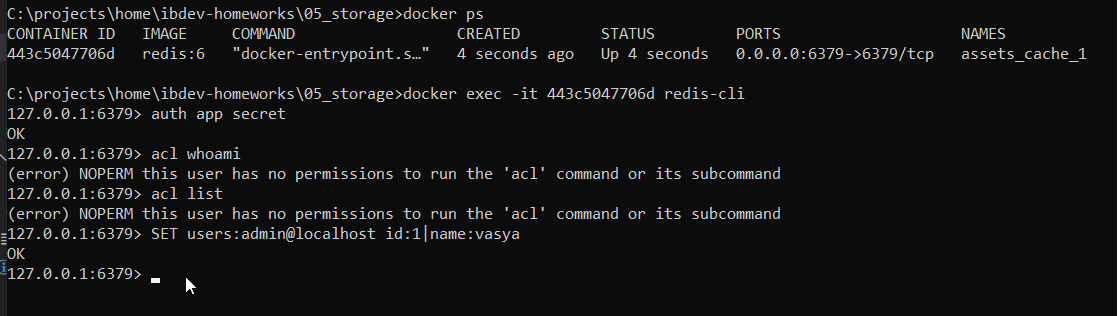 C:\projects\home\ibdev-homeworks\05_storage>docker ps
CONTAINER ID   IMAGE     COMMAND                  CREATED         STATUS         PORTS                    NAMES
443c5047706d   redis:6   "docker-entrypoint.s…"   4 seconds ago   Up 4 seconds   0.0.0.0:6379->6379/tcp   assets_cache_1
C:\projects\home\ibdev-homeworks\05_storage>docker exec -it 443c5047706d redis-cli
127.0.0.1:6379> auth app secret
OK
127.0.0.1:6379> acl whoami
(error) NOPERM this user has no permissions to run the 'acl' command or its subcommand
127.0.0.1:6379> acl list
(error) NOPERM this user has no permissions to run the 'acl' command or its subcommand
127.0.0.1:6379> SET users:admin@localhost id:1|name:vasya
OK
127.0.0.1:6379>